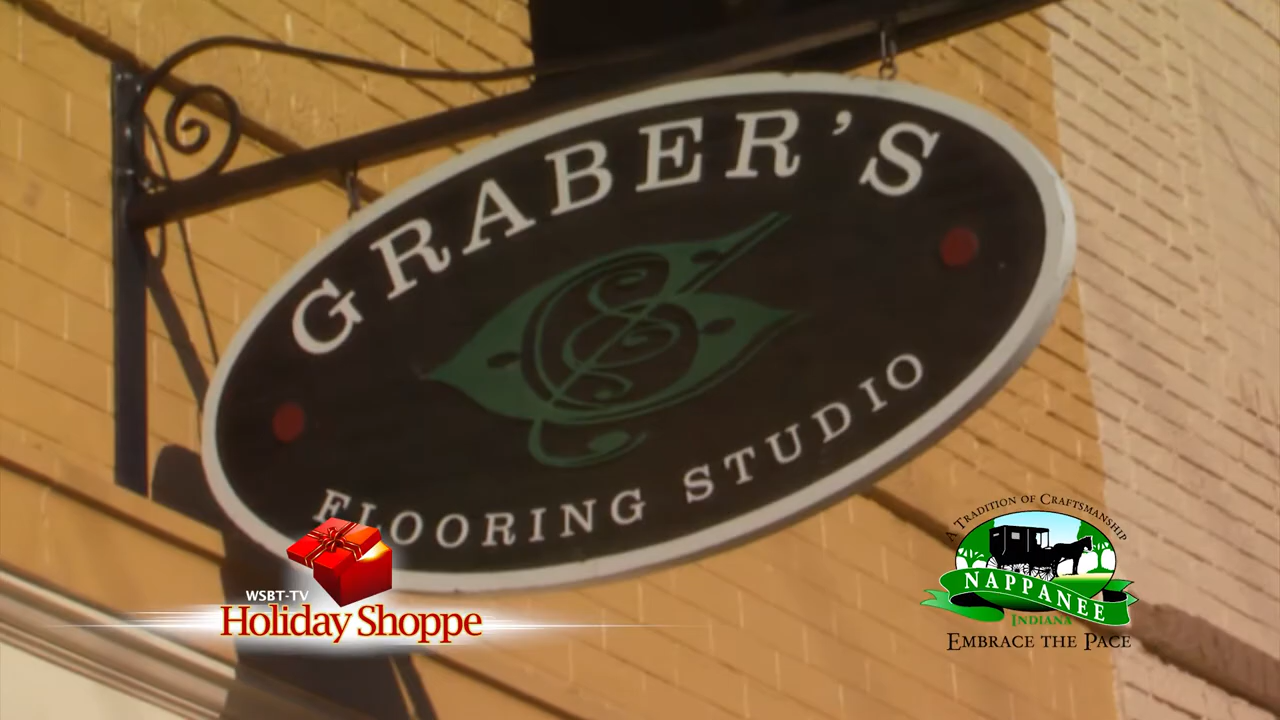 GRABER'S
FLOORING STUDIO
WSBT-TV
Holiday Shoppe
A TRADITION OF CRAFTSMANSHIP
NAPPANEE
INDIANA
EMBRACE THE PACE